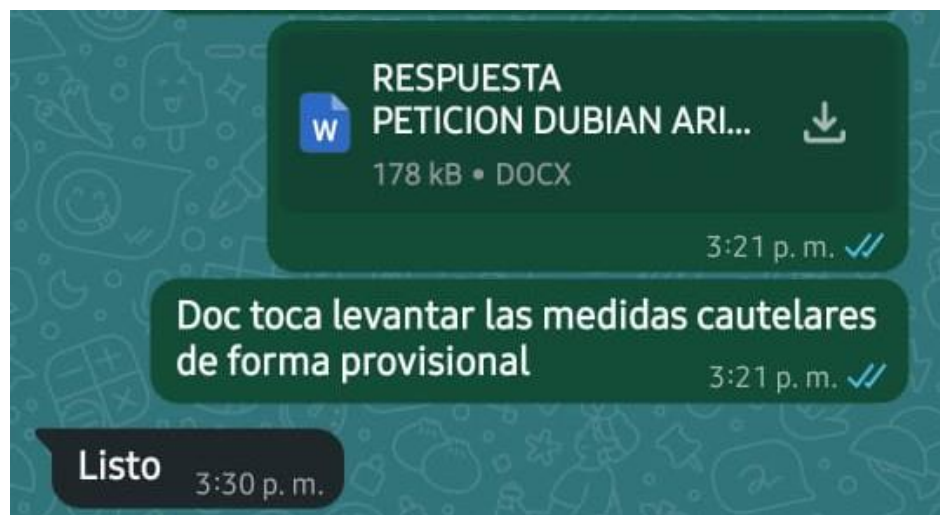 RESPUESTA
PETICION DUBIAN ARI...
W
178 kB • DOCX
3:21 p. m.
Doc toca levantar las medidas cautelares
de forma provisional
3:21 p. m.
Listo
3:30 p. m.